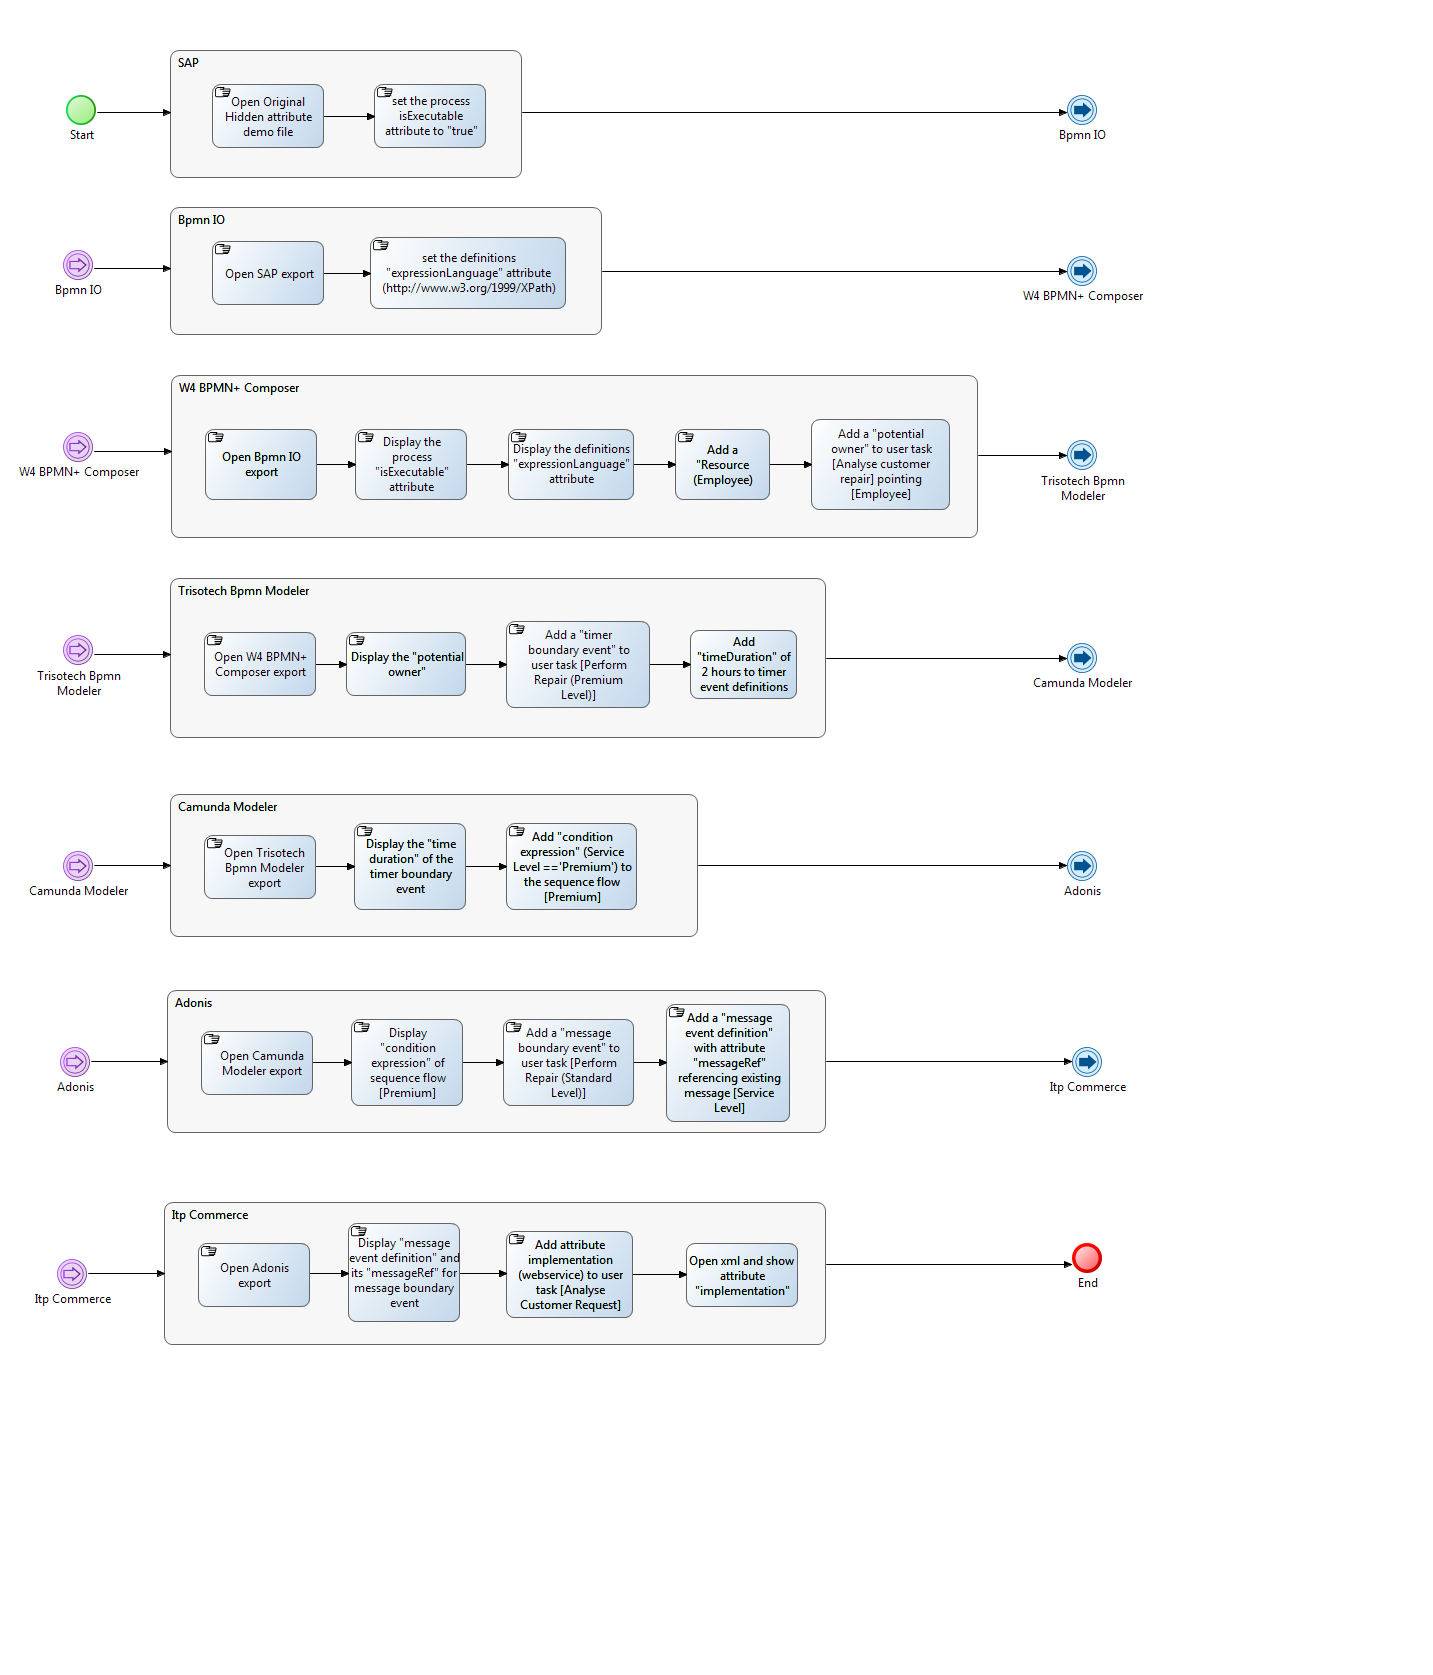 SAP
Start
Open Original
Hidden attribute
demo file
set the process
isExecutable
attribute to "true"
Bpmn IO
Bpmn IO
Bpmn IO
Open SAP export
set the definitions
"expressionLanguage" attribute
(http://www.w3.org/1999/XPath)
W4 BPMN+ Composer
W4 BPMN+ Composer
W4 BPMN+ Composer
Open Bpmn IO
export
Display the
process
"isExecutable"
attribute
Display the definitions
"expressionLanguage"
attribute
Add a
"Resource
(Employee)
Add a "potential
owner" to user task
[Analyse customer
repair] pointing
[Employee]
Trisotech Bpmn
Modeler
Trisotech Bpmn Modeler
Trisotech Bpmn
Modeler
Open W4 BPMN+
Composer export
Display the "potential
owner"
Add a "timer
boundary event" to
user task [Perform
Repair (Premium
Level)]
Add
"timeDuration" of
2 hours to timer
event definitions
Camunda Modeler
Camunda Modeler
Camunda Modeler
Open Trisotech
Bpmn Modeler
export
Display the "time
duration" of the
timer boundary
event
Add "condition
expression" (Service
Level =='Premium') to
the sequence flow
[Premium]
Adonis
Adonis
Adonis
Open Camunda
Modeler export
Display
"condition
expression" of
sequence flow
[Premium]
Add a "message
boundary event" to
user task [Perform
Repair (Standard
Level)]
Add a "message
event definition"
with attribute
"messageRef"
referencing existing
message [Service
Level]
Itp Commerce
Itp Commerce
Itp Commerce
Open Adonis
export
Display "message
event definition" and
its "messageRef" for
message boundary
event
Add attribute
implementation
(webservice) to user
task [Analyse
Customer Request]
Open xml and show
attribute
"implementation"
End